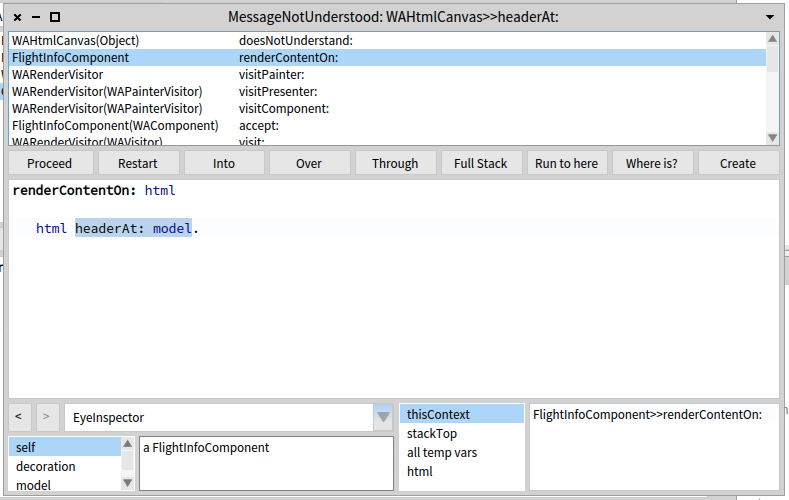 MessageNotUnderstood: WAHtmlCanvas>>headerAt:
WAHtmlCanvas(Object) doesNotUnderstand:
FlightInfoComponent renderContentOn:
WARenderVisitor visitPainter:
WARenderVisitor(WAPainterVisitor) visitPresenter:
WARenderVisitor(WAPainterVisitor) visitComponent:
FlightInfoComponent(WAComponent) accept:
WARenderVisitor(WAVisitor) visit:
Proceed Restart Into Over Through Full Stack Run to here Where is? Create
renderContentOn: html
html headerAt: model.
< > EyeInspector
self
decoration
model
a FlightInfoComponent
thisContext
stackTop
all temp vars
html
FlightInfoComponent>>renderContentOn: